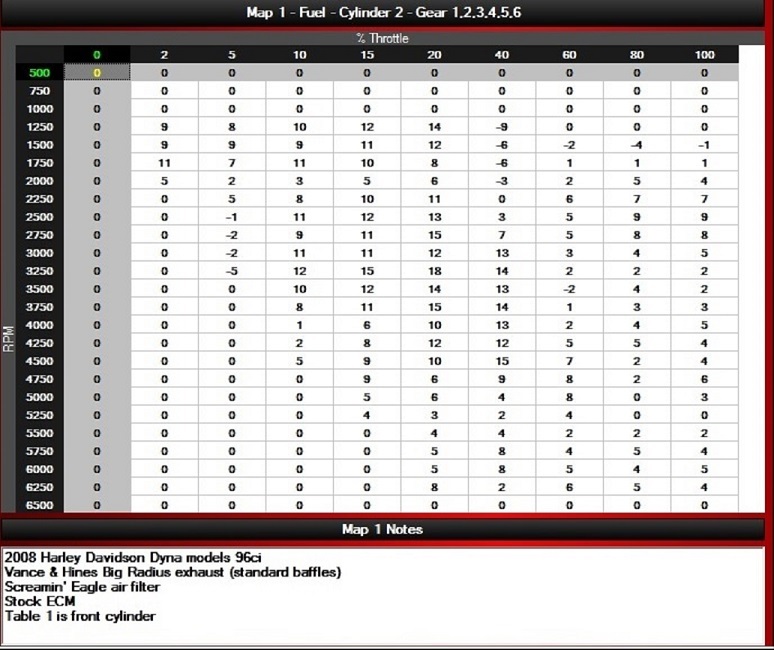 Map 1 - Fuel - Cylinder 2 - Gear 1,2,3,4,5,6
% Throttle
0 2 5 10 15 20 40 60 80 100
500 0 0 0 0 0 0 0 0 0 0
750 0 0 0 0 0 0 0 0 0 0
1000 0 0 0 0 0 0 0 0 0 0
1250 0 9 8 10 12 14 -9 0 0 0
1500 0 9 9 9 11 12 -6 -2 -4 -1
1750 0 11 7 11 10 8 -6 1 1 1
2000 0 5 2 3 5 6 -3 2 5 4
2250 0 0 5 8 10 11 0 6 7 7
2500 0 0 -1 11 12 13 3 5 9 9
2750 0 0 -2 9 11 15 7 5 8 8
3000 0 0 -2 11 11 12 13 3 4 5
3250 0 0 -5 12 15 18 14 2 2 2
3500 0 0 0 10 12 14 13 -2 4 2
3750 0 0 0 8 11 15 14 1 3 3
4000 0 0 0 1 6 10 13 2 4 5
4250 0 0 0 2 8 12 12 5 5 4
4500 0 0 0 5 9 10 15 7 2 4
4750 0 0 0 0 9 6 9 8 2 6
5000 0 0 0 0 5 6 4 8 0 3
5250 0 0 0 0 4 3 2 4 0 0
5500 0 0 0 0 0 4 4 2 2 2
5750 0 0 0 0 0 5 8 4 5 4
6000 0 0 0 0 0 5 8 5 4 5
6250 0 0 0 0 0 8 2 6 5 4
6500 0 0 0 0 0 0 0 0 0 0
RPM
Map 1 Notes
2008 Harley Davidson Dyna models 96ci
Vance & Hines Big Radius exhaust (standard baffles)
Screamin' Eagle air filter
Stock ECM
Table 1 is front cylinder